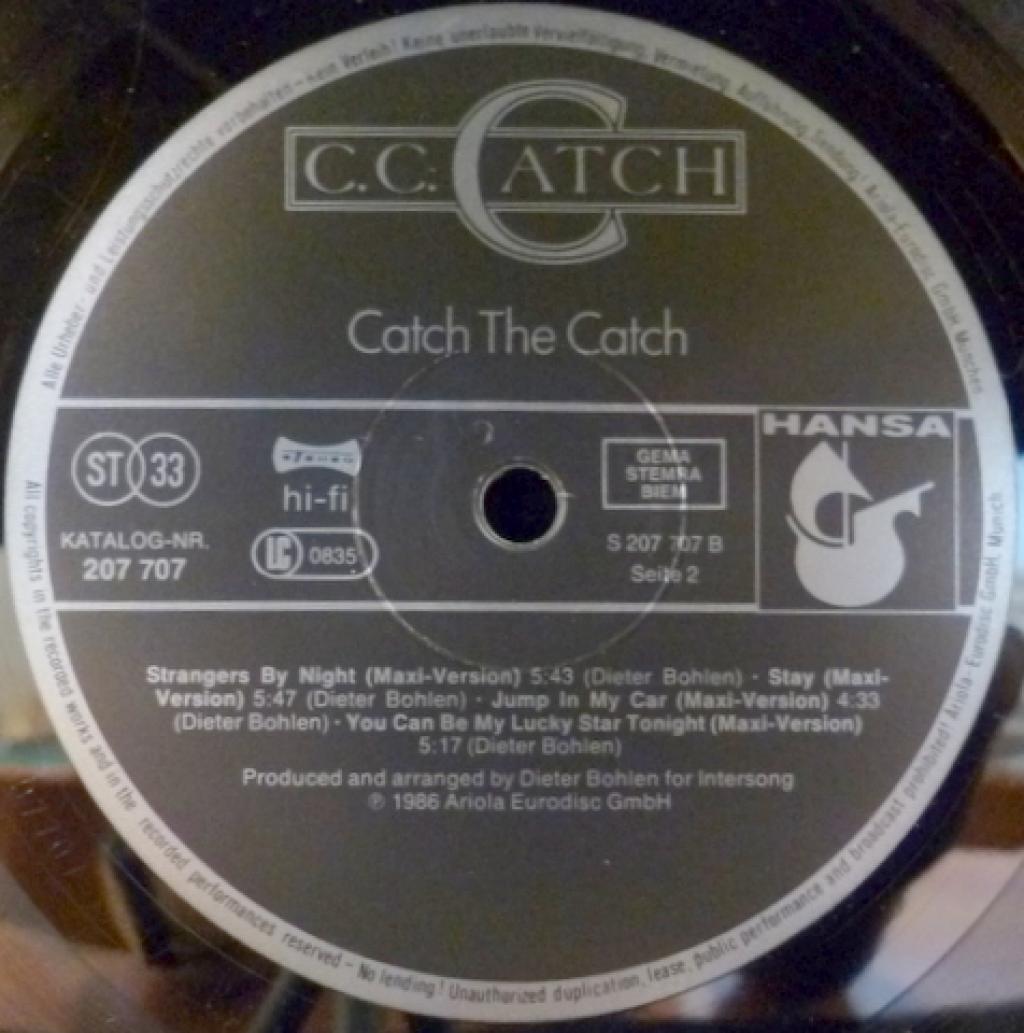 Alle Urheber- und Leistungsschutzrechte vorbehalten - kein Verleih! Keine unerlaubte Vervielfältigung, Vermietung, Aufführung, Sendung! Ariola-Eurodisc GmbH München
C.C. CATCH
Catch The Catch
HANSA
ST 33
stereo
hi-fi
GEMA
STEMRA
BIEM
KATALOG-NR.
207 707
LC 0835
S 207 707 B
Seite 2
Strangers By Night (Maxi-Version) 5:43 (Dieter Bohlen) · Stay (Maxi-
Version) 5:47 (Dieter Bohlen) · Jump In My Car (Maxi-Version) 4:33
(Dieter Bohlen) · You Can Be My Lucky Star Tonight (Maxi-Version)
5:17 (Dieter Bohlen)
Produced and arranged by Dieter Bohlen for Intersong
℗ 1986 Ariola Eurodisc GmbH
All copyrights in the recorded works and in the recorded performances reserved - No lending! Unauthorized duplication, lease, public performance and broadcast prohibited! Ariola-Eurodisc GmbH, Munich